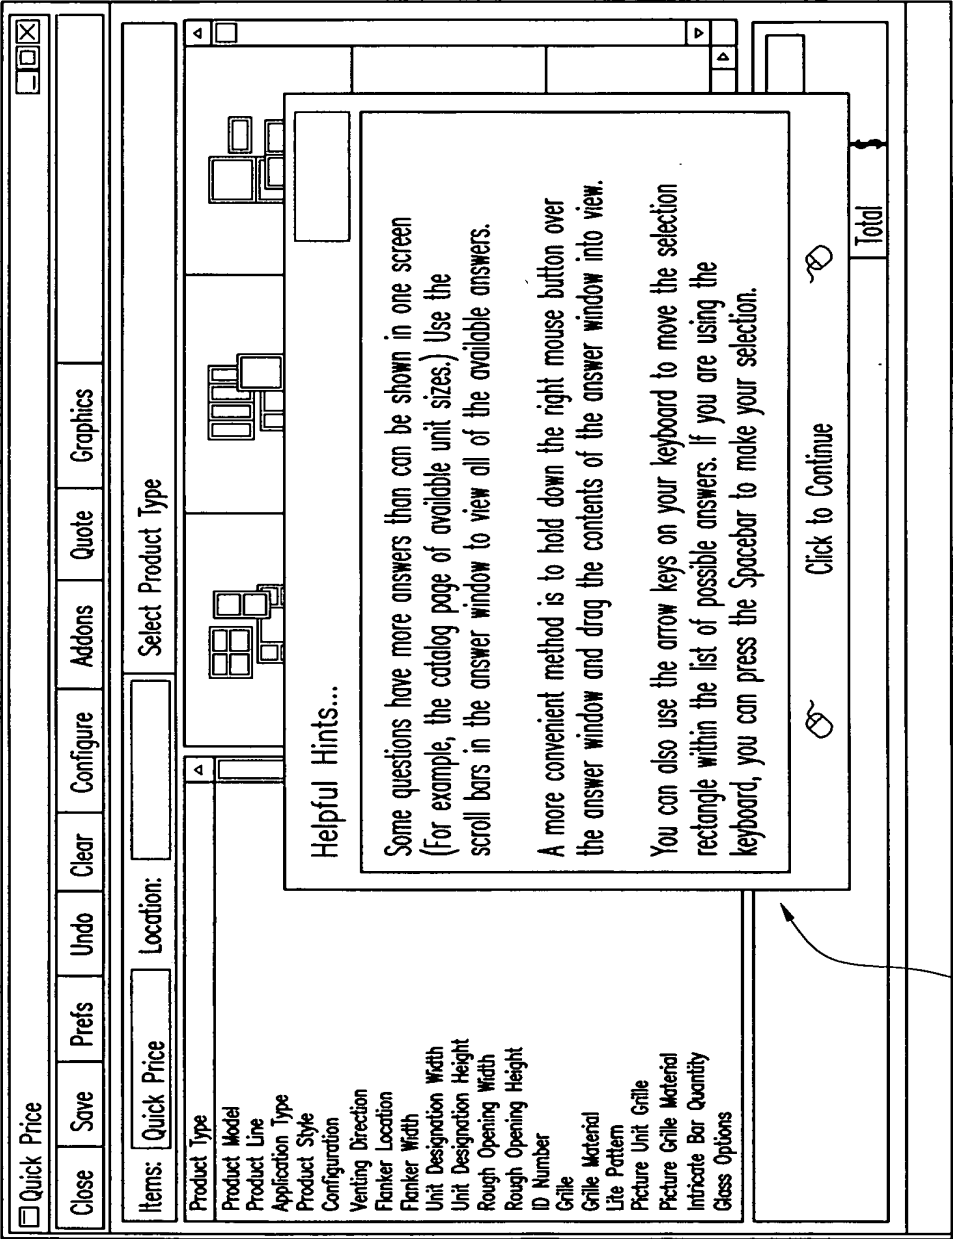 Quick Price
Close Save Prefs Undo Clear Configure Addons Quote Graphics
Items: Quick Price Location: Select Product Type
Product Type
Product Model
Product Line
Application Type
Product Style
Configuration
Venting Direction
Flanker Location
Flanker Width
Unit Designation Width
Unit Designation Height
Rough Opening Width
Rough Opening Height
ID Number
Grille
Grille Material
Lite Pattern
Picture Unit Grille
Picture Grille Material
Intricate Bar Quantity
Glass Options
Helpful Hints...
Some questions have more answers than can be shown in one screen
(For example, the catalog page of available unit sizes.) Use the
scroll bars in the answer window to view all of the available answers.
A more convenient method is to hold down the right mouse button over
the answer window and drag the contents of the answer window into view.
You can also use the arrow keys on your keyboard to move the selection
rectangle within the list of possible answers. If you are using the
keyboard, you can press the Spacebar to make your selection.
Click to Continue
Total $